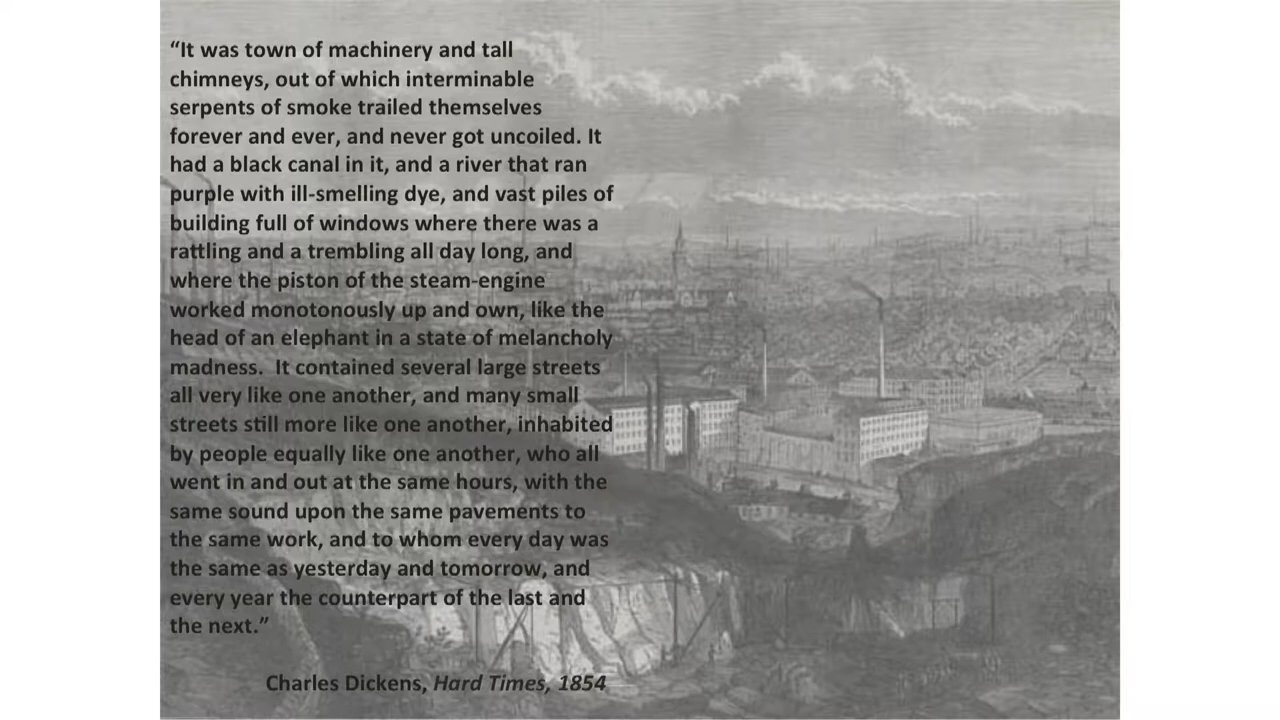 “It was town of machinery and tall
chimneys, out of which interminable
serpents of smoke trailed themselves
forever and ever, and never got uncoiled. It
had a black canal in it, and a river that ran
purple with ill-smelling dye, and vast piles of
building full of windows where there was a
rattling and a trembling all day long, and
where the piston of the steam-engine
worked monotonously up and own, like the
head of an elephant in a state of melancholy
madness.  It contained several large streets
all very like one another, and many small
streets still more like one another, inhabited
by people equally like one another, who all
went in and out at the same hours, with the
same sound upon the same pavements to
the same work, and to whom every day was
the same as yesterday and tomorrow, and
every year the counterpart of the last and
the next.”
Charles Dickens, Hard Times, 1854